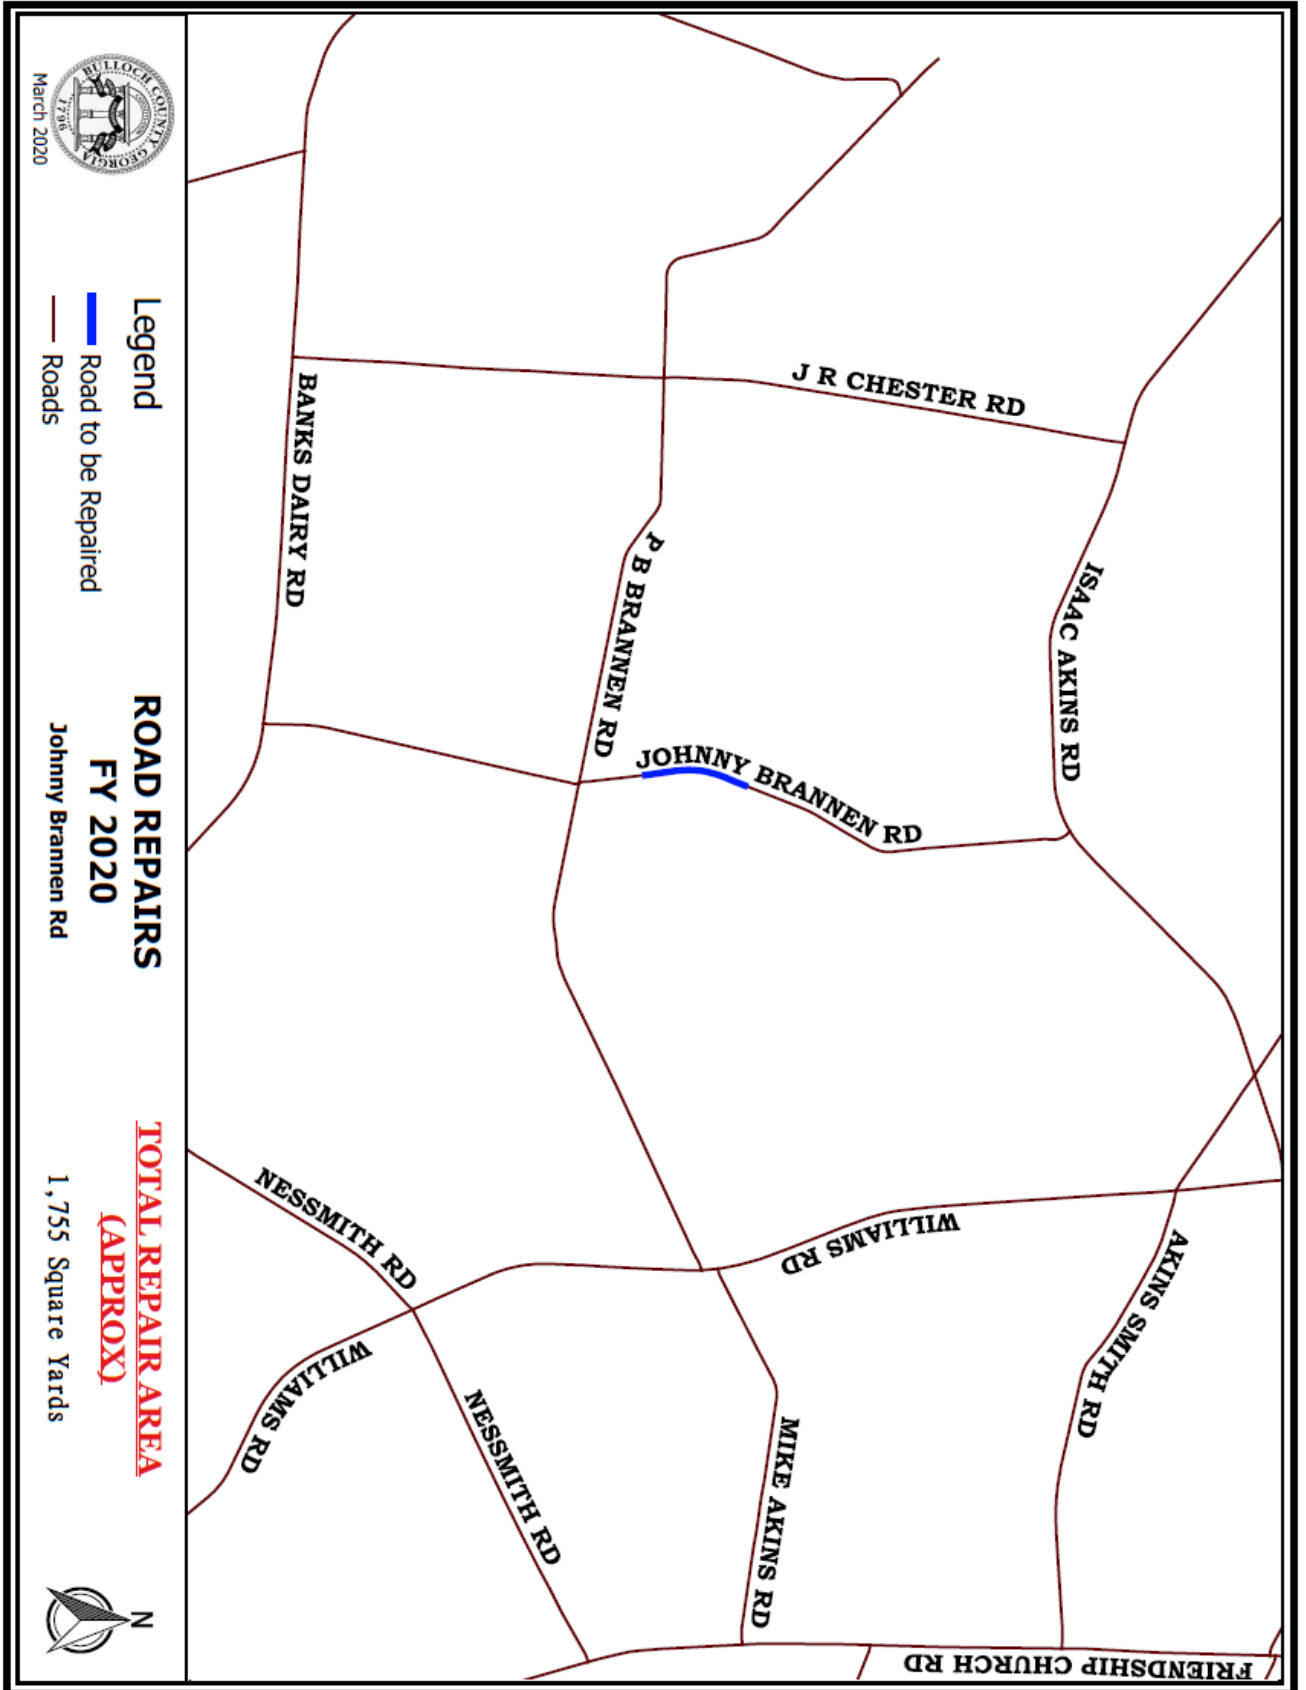 J R CHESTER RD
ISAAC AKINS RD
BANKS DAIRY RD
P B BRANNEN RD
JOHNNY BRANNEN RD
WILLIAMS RD
AKINS SMITH RD
NESSMITH RD
WILLIAMS RD
NESSMITH RD
MIKE AKINS RD
FRIENDSHIP CHURCH RD
BULLOCH COUNTY GEORGIA
CONSTITUTION
1796
March 2020
Legend
Road to be Repaired
Roads
ROAD REPAIRS
FY 2020
Johnny Brannen Rd
TOTAL REPAIR AREA
(APPROX)
1,755 Square Yards
N